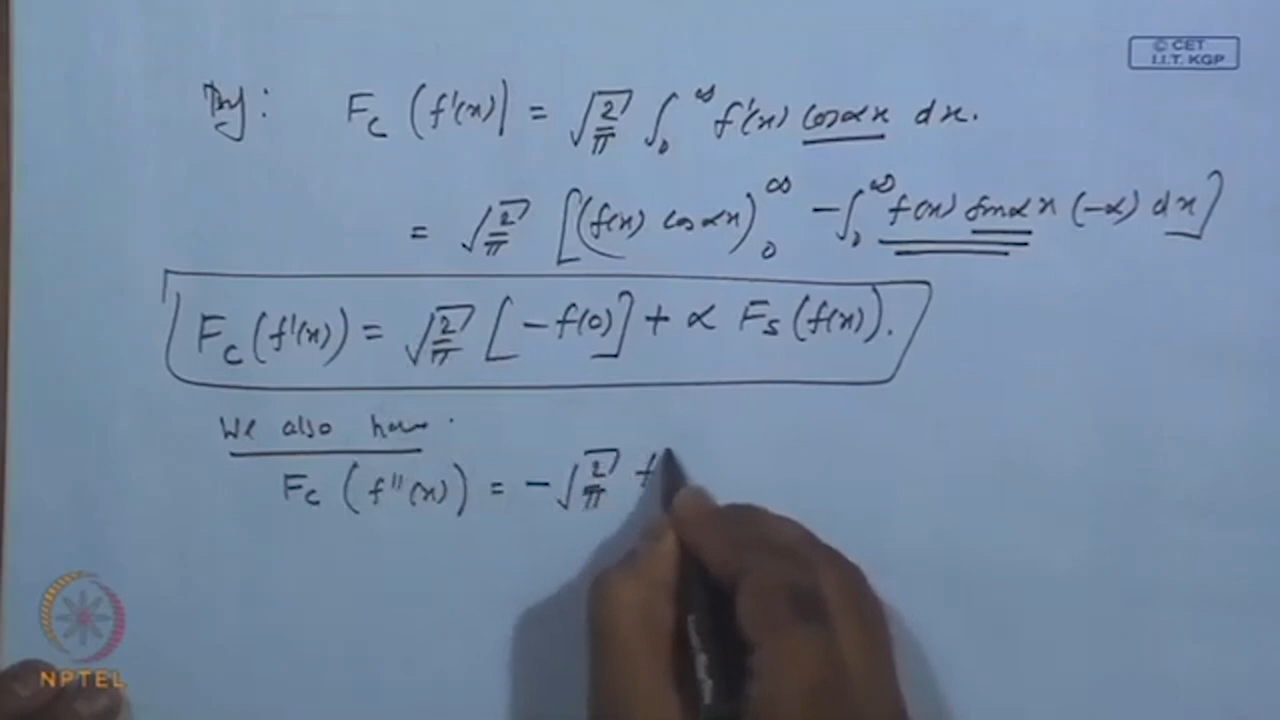 © CET
I.I.T. KGP
F_c (f'(x)) = √(2/π) ∫_0^∞ f'(x) cos αx dx.
= √(2/π) [(f(x) cos αx)_0^∞ - ∫_0^∞ f(x) sin αx (-α) dx]
F_c (f'(x)) = √(2/π) [-f(0)] + α F_s (f(x)).
We also have.
F_c (f''(x)) = -√(2/π) f
NPTEL